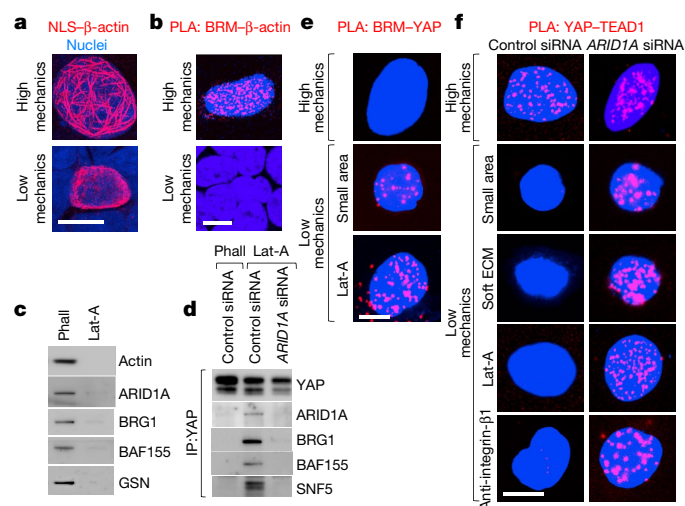 a
NLS–β-actin
Nuclei
High
mechanics
Low
mechanics
b
PLA: BRM–β-actin
High
mechanics
Low
mechanics
c
Phall
Lat-A
Actin
ARID1A
BRG1
BAF155
GSN
d
Phall
Lat-A
Control siRNA
Control siRNA
ARID1A siRNA
IP:YAP
YAP
ARID1A
BRG1
BAF155
SNF5
e
PLA: BRM–YAP
High
mechanics
Low
mechanics
Small area
Lat-A
f
PLA: YAP–TEAD1
Control siRNA ARID1A siRNA
High
mechanics
Low
mechanics
Small area
Soft ECM
Lat-A
Anti-integrin-β1